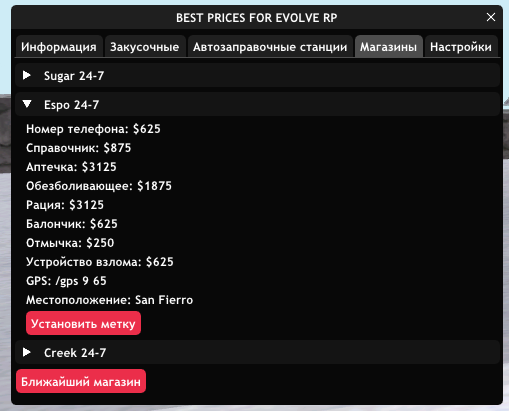 BEST PRICES FOR EVOLVE RP
Информация Закусочные Автозаправочные станции Магазины Настройки
Sugar 24-7
Espo 24-7
Номер телефона: $625
Справочник: $875
Аптечка: $3125
Обезболивающее: $1875
Рация: $3125
Балончик: $625
Отмычка: $250
Устройство взлома: $625
GPS: /gps 9 65
Местоположение: San Fierro
Установить метку
Creek 24-7
Ближайший магазин